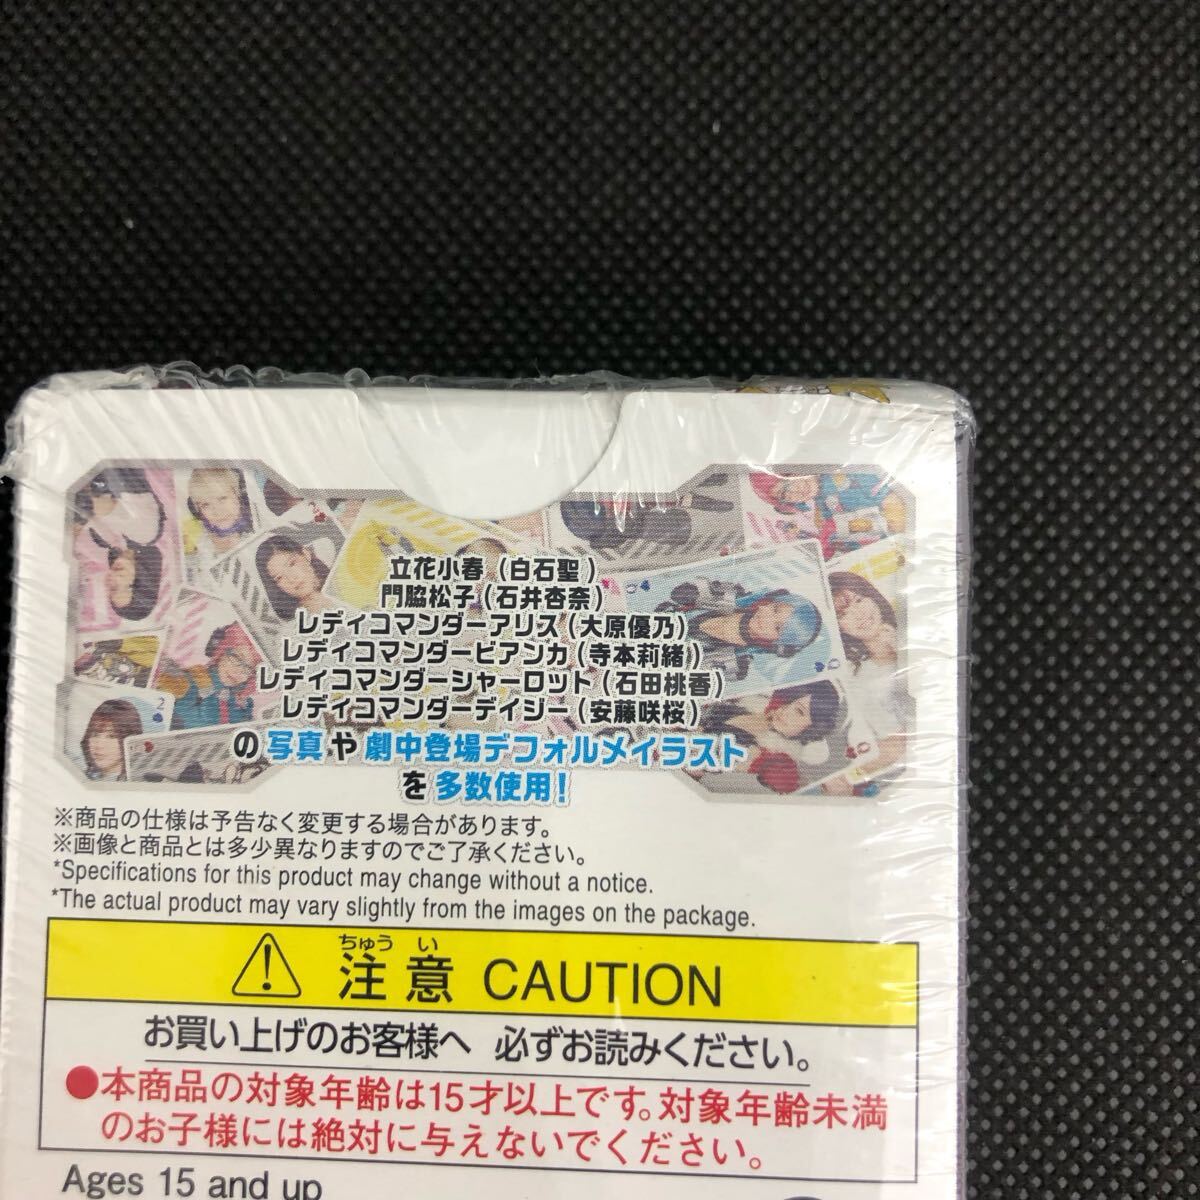 立花小春（白石聖）
門脇松子（石井杏奈）
レディコマンダーアリス（大原優乃）
レディコマンダービアンカ（寺本莉緒）
レディコマンダーシャーロット（石田桃香）
レディコマンダーデイジー（安藤咲桜）
の写真や劇中登場デフォルメイラスト
を多数使用！
※商品の仕様は予告なく変更する場合があります。
※画像と商品とは多少異なりますのでご了承ください。
*Specifications for this product may change without a notice.
*The actual product may vary slightly from the images on the package.
ちゅう い
注意 CAUTION
お買い上げのお客様へ 必ずお読みください。
●本商品の対象年齢は15才以上です。対象年齢未満
のお子様には絶対に与えないでください。
Ages 15 and up